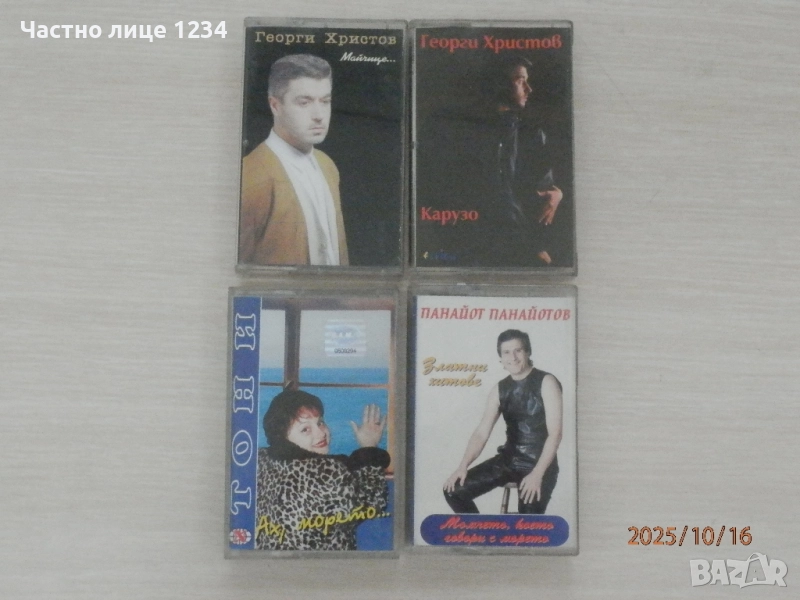 Частно лице 1234
Георги Христов
Майчице...
Георги Христов
Карузо
ТОНИ
Ах, морето...
ПАНАЙОТ ПАНАЙОТОВ
Златни
хитове
Момчето, което
говори с морето
2025/10/16
BAZAR